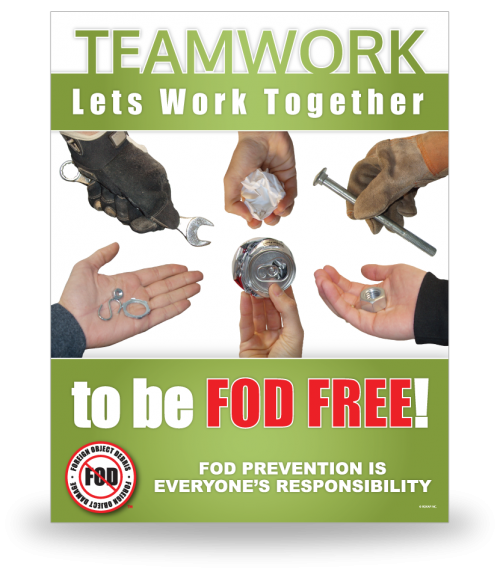 TEAMWORK
Lets Work Together
to be FOD FREE!
FOREIGN OBJECT DEBRIS
FOD
FOREIGN OBJECT DAMAGE
FOD PREVENTION IS
EVERYONE'S RESPONSIBILITY